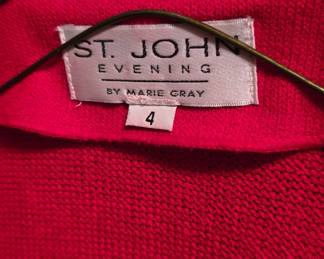 ST. JOHN
EVENING
BY MARIE GRAY
4